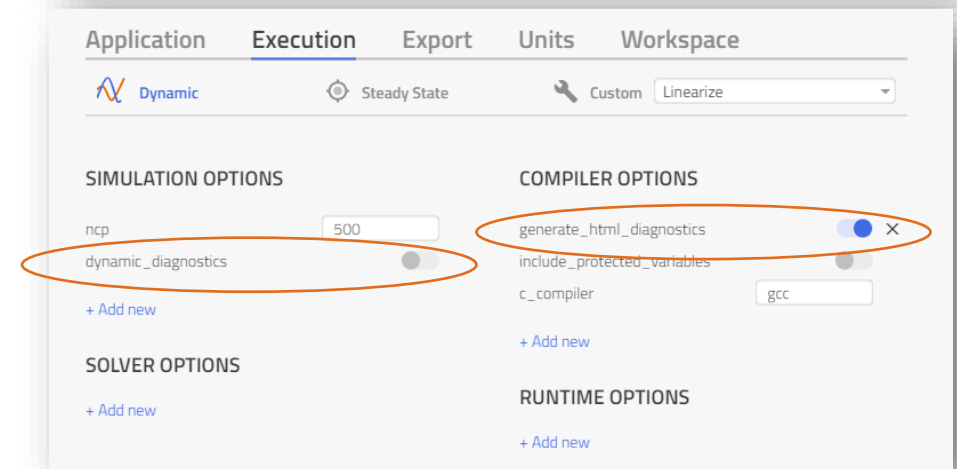 Application Execution Export Units Workspace
Dynamic Steady State Custom Linearize
SIMULATION OPTIONS
ncp 500
dynamic_diagnostics
+ Add new
SOLVER OPTIONS
+ Add new
COMPILER OPTIONS
generate_html_diagnostics
include_protected_variables
c_compiler gcc
+ Add new
RUNTIME OPTIONS
+ Add new